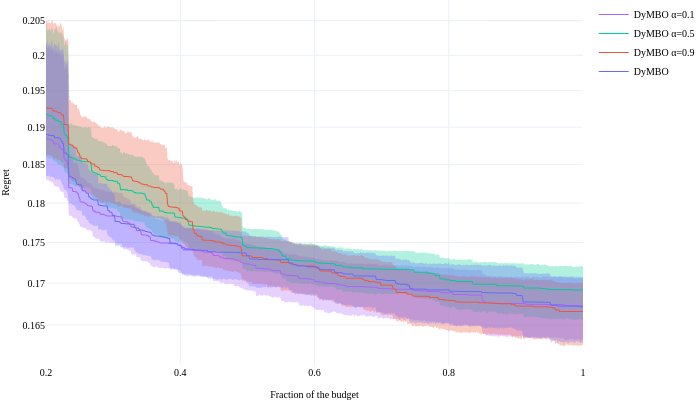 DyMBO α=0.1
DyMBO α=0.5
DyMBO α=0.9
DyMBO
0.205
0.2
0.195
0.19
0.185
0.18
0.175
0.17
0.165
Regret
0.2 0.4 0.6 0.8 1
Fraction of the budget